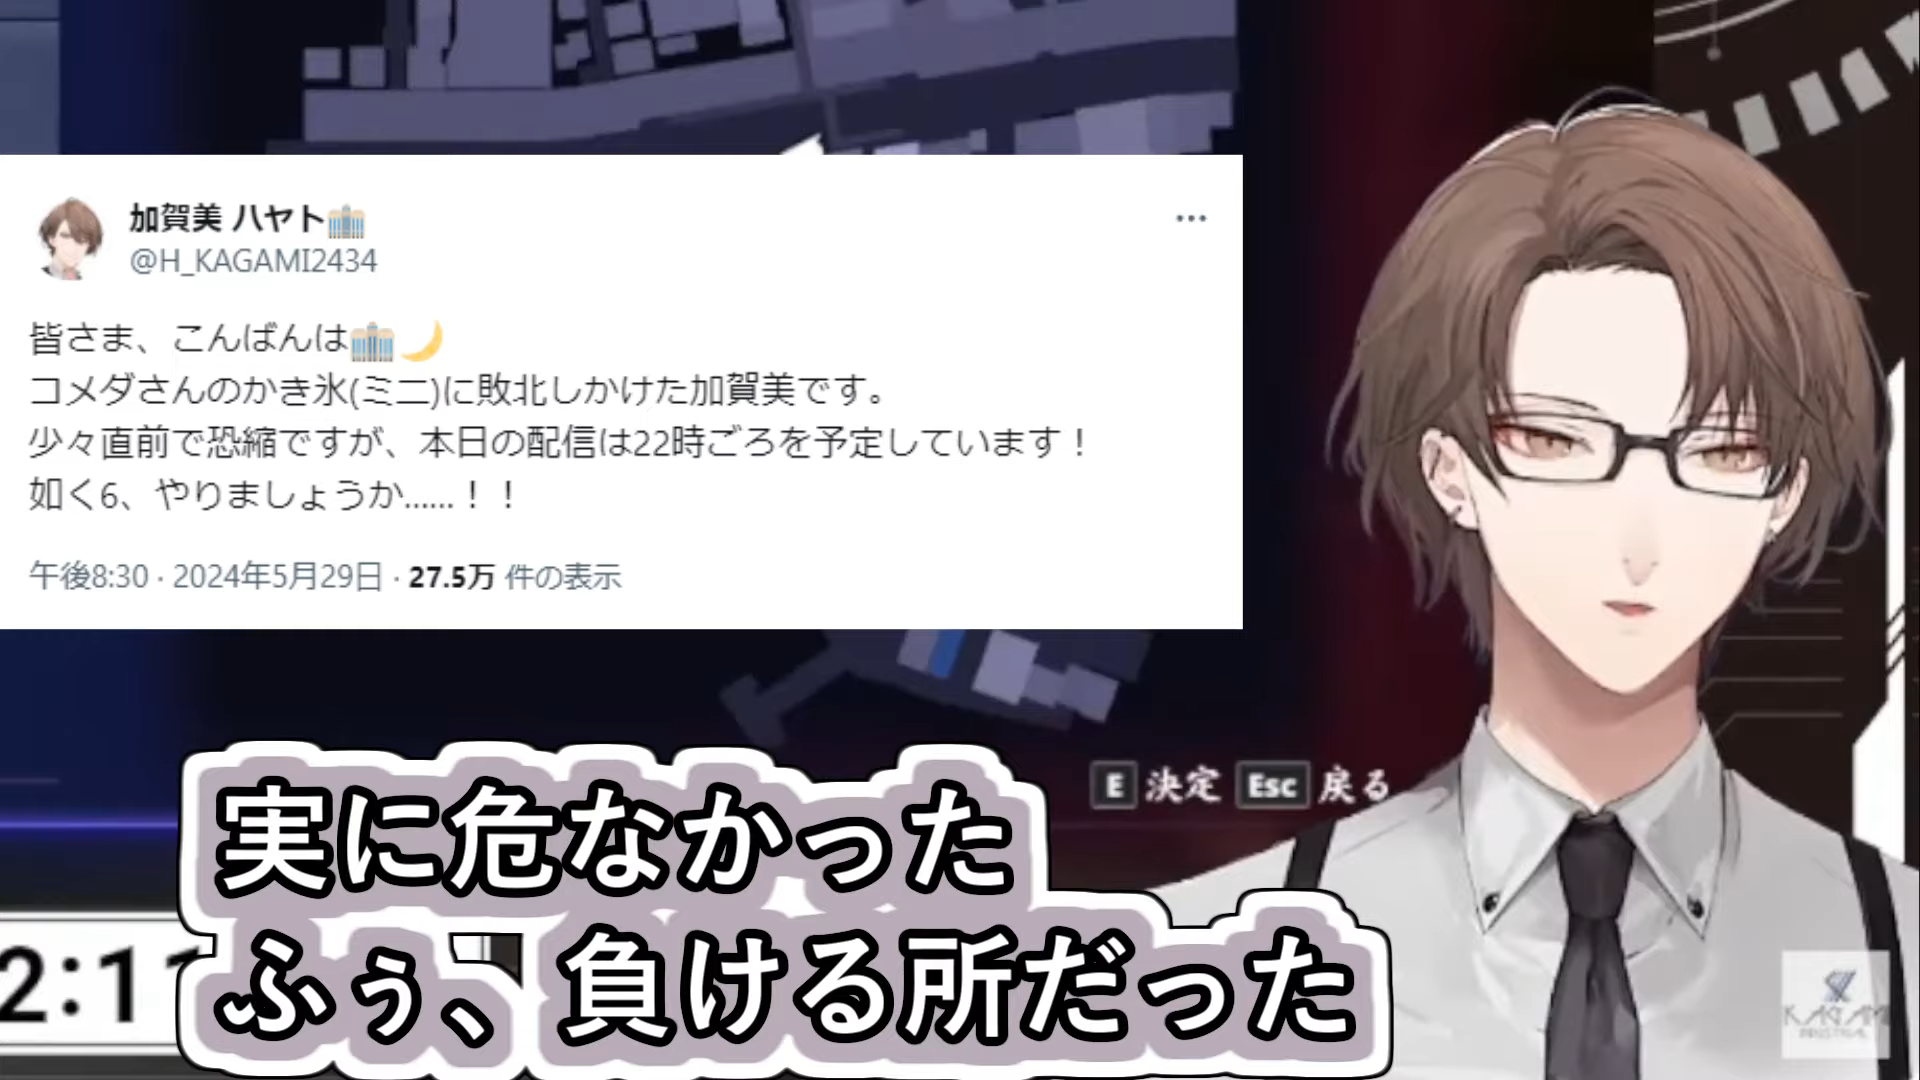 加賀美 ハヤト🏢
@H_KAGAMI2434
皆さま、こんばんは🏢🌙
コメダさんのかき氷(ミニ)に敗北しかけた加賀美です。
少々直前で恐縮ですが、本日の配信は22時ごろを予定しています！
如く6、やりましょうか……！！
午後8:30 · 2024年5月29日 · 27.5万 件の表示
E 決定 Esc 戻る
実に危なかった
ふぅ、負ける所だった
2:11
KAGAMI
INDUSTRIAL